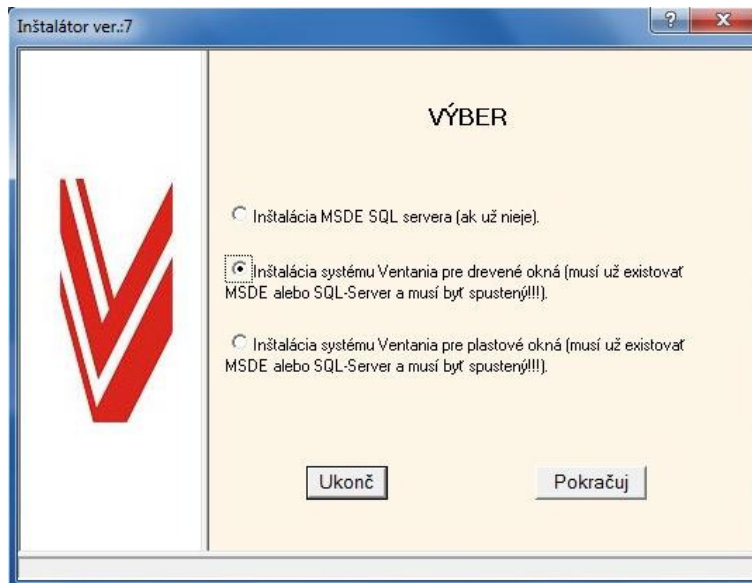 Inštalátor ver.:7
VÝBER
Inštalácia MSDE SQL servera (ak už nieje).
Inštalácia systému Ventania pre drevené okná (musí už existovať
MSDE alebo SQL-Server a musí byť spustený!!!).
Inštalácia systému Ventania pre plastové okná (musí už existovať
MSDE alebo SQL-Server a musí byť spustený!!!).
Ukonč
Pokračuj